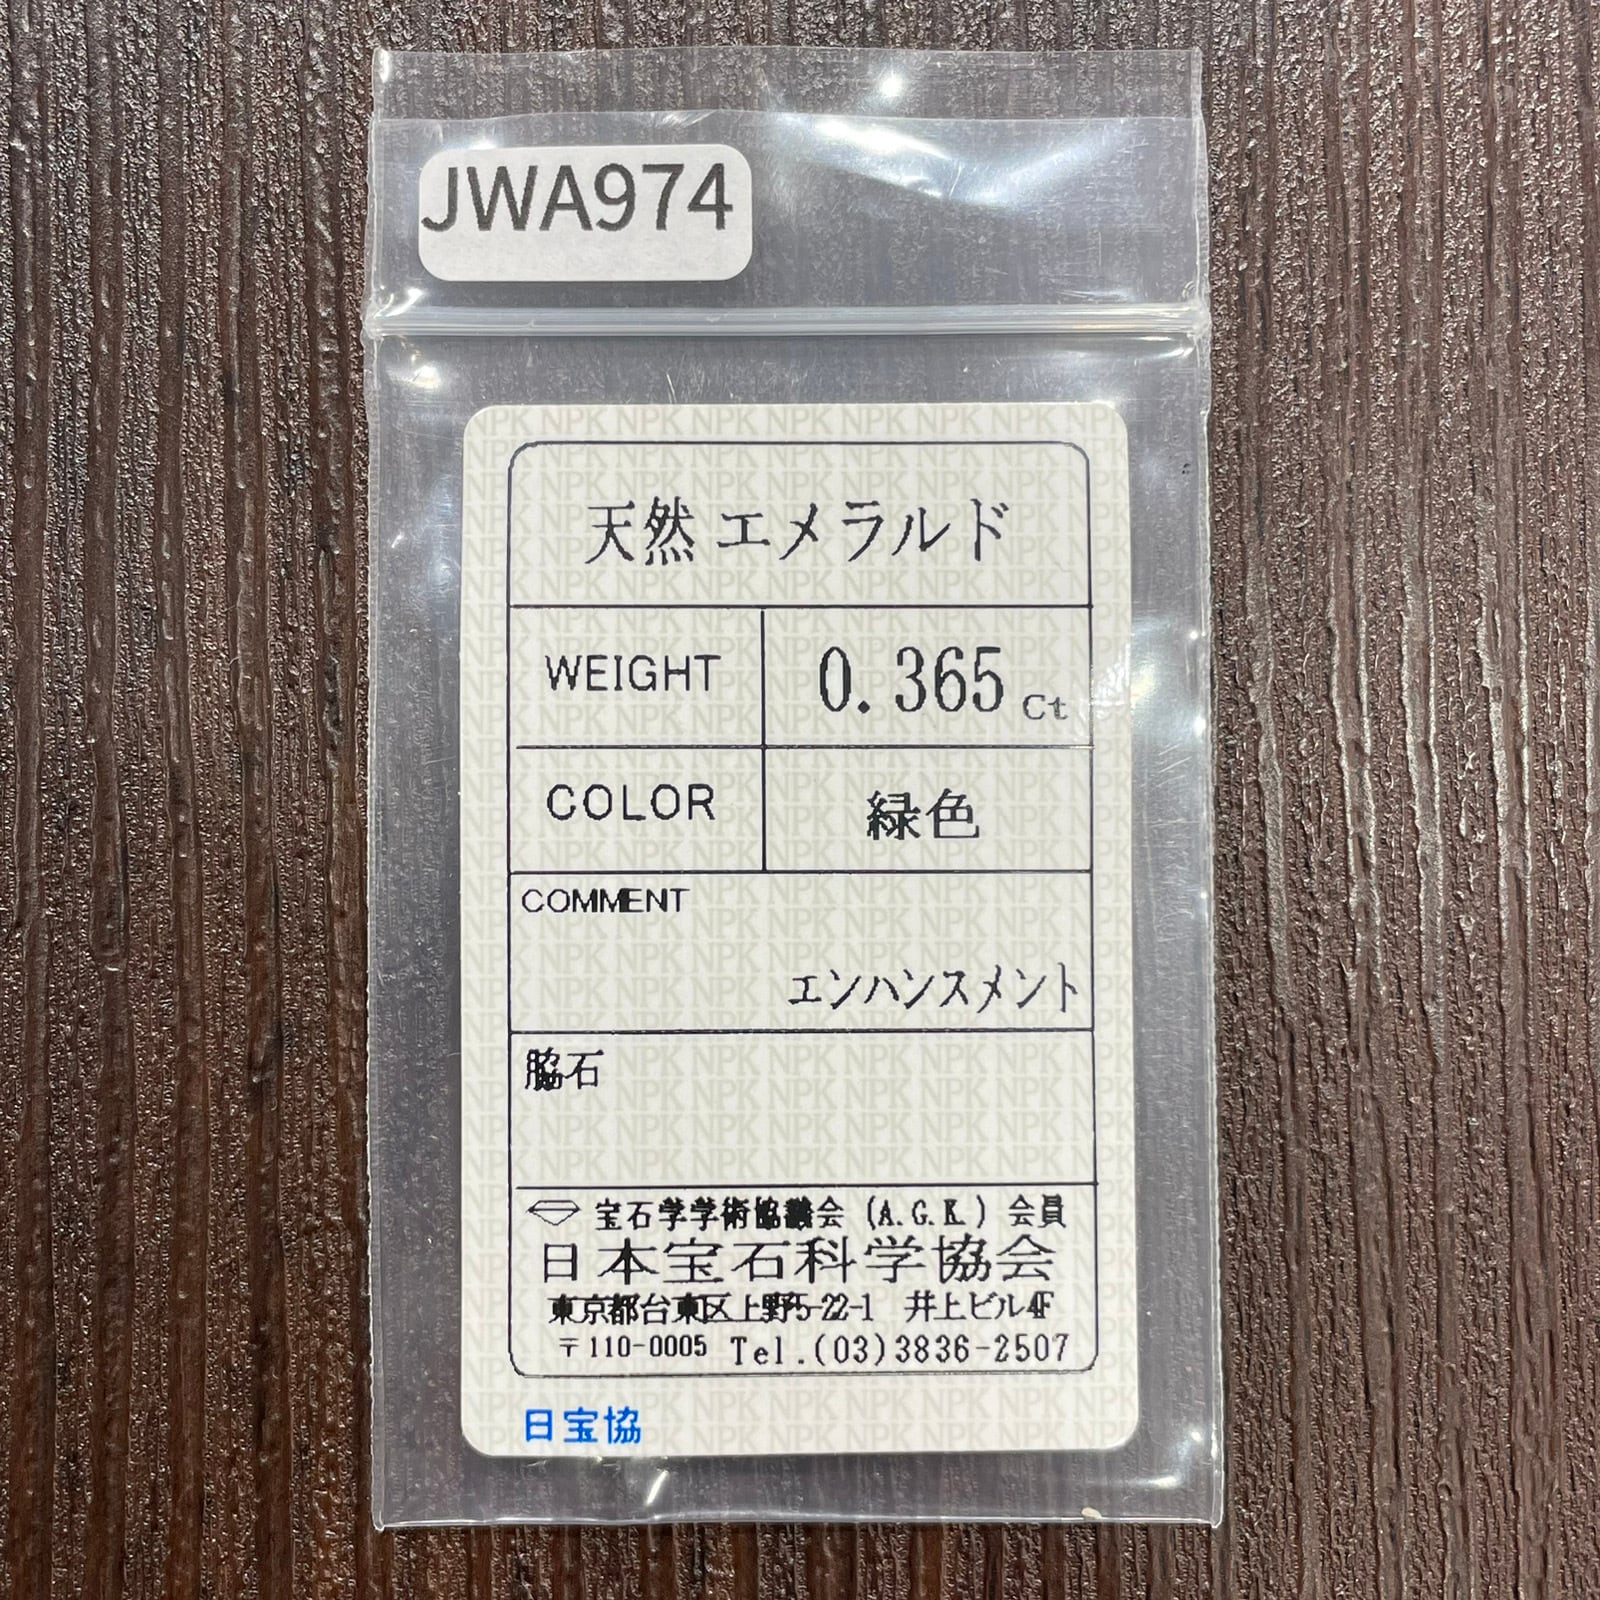 JWA974
天然エメラルド
WEIGHT 0.365 Ct
COLOR 緑色
COMMENT
エンハンスメント
脇石
宝石学学術協議会 (A.G.K.) 会員
日本宝石科学協会
東京都台東区上野5-22-1 井上ビル4F
〒110-0005 Tel.(03)3836-2507
日宝協